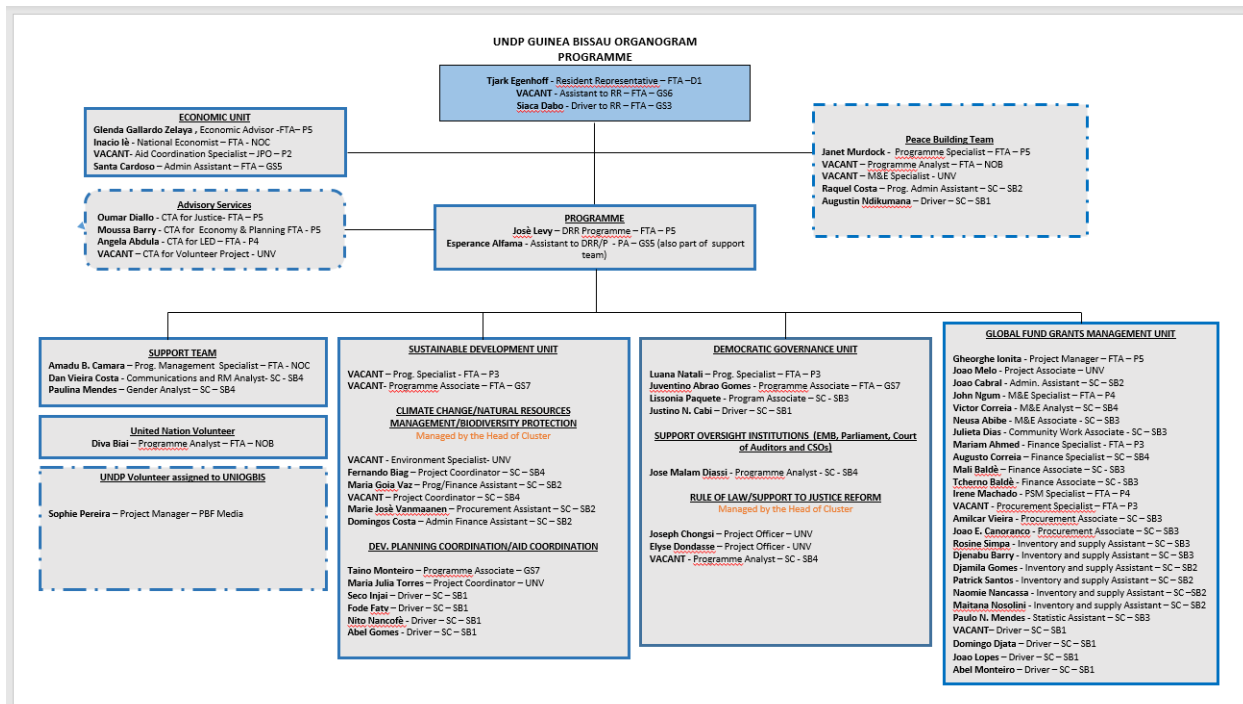 UNDP GUINEA BISSAU ORGANOGRAM
PROGRAMME
Tjark Egenhoff - Resident Representative – FTA –D1
VACANT - Assistant to RR – FTA – GS6
Siaca Dabo - Driver to RR – FTA – GS3
ECONOMIC UNIT
Glenda Gallardo Zelaya , Economic Advisor -FTA– P5
Inacio Iè - National Economist – FTA - NOC
VACANT- Aid Coordination Specialist – JPO – P2
Santa Cardoso – Admin Assistant – FTA – GS5
Peace Building Team
Janet Murdock - Programme Specialist – FTA – P5
VACANT – Programme Analyst – FTA – NOB
VACANT – M&E Specialist - UNV
Raquel Costa – Prog. Admin Assistant – SC – SB2
Augustin Ndikumana – Driver – SC – SB1
Advisory Services
Oumar Diallo - CTA for Justice- FTA – P5
Moussa Barry - CTA for Economy & Planning FTA - P5
Angela Abdula - CTA for LED – FTA - P4
VACANT – CTA for Volunteer Project - UNV
PROGRAMME
Josè Levy – DRR Programme – FTA – P5
Esperance Alfama - Assistant to DRR/P - PA – GS5 (also part of support
team)
SUPPORT TEAM
Amadu B. Camara – Prog. Management Specialist – FTA - NOC
Dan Vieira Costa - Communications and RM Analyst- SC - SB4
Paulina Mendes - Gender Analyst – SC – SB4
United Nation Volunteer
Diva Biai – Programme Analyst – FTA – NOB
UNDP Volunteer assigned to UNIOGBIS
Sophie Pereira – Project Manager – PBF Media
SUSTAINABLE DEVELOPMENT UNIT
VACANT – Prog. Specialist - FTA – P3
VACANT- Programme Associate – FTA – GS7
CLIMATE CHANGE/NATURAL RESOURCES
MANAGEMENT/BIODIVERSITY PROTECTION
Managed by the Head of Cluster
VACANT - Environment Specialist- UNV
Fernando Biag – Project Coordinator – SC – SB4
Maria Goia Vaz – Prog/Finance Assistant – SC – SB2
VACANT – Project Coordinator – SC – SB4
Marie Josè Vanmaanen – Procurement Assistant – SC – SB2
Domingos Costa – Admin Finance Assistant – SC – SB2
DEV. PLANNING COORDINATION/AID COORDINATION
Taino Monteiro – Programme Associate – GS7
Maria Julia Torres – Project Coordinator – UNV
Seco Injai – Driver – SC – SB1
Fode Faty – Driver – SC – SB1
Nito Nancofè – Driver – SC – SB1
Abel Gomes - Driver – SC – SB1
DEMOCRATIC GOVERNANCE UNIT
Luana Natali – Prog. Specialist – FTA – P3
Juventino Abrao Gomes - Programme Associate – FTA – GS7
Lissonia Paquete – Program Associate – SC - SB3
Justino N. Cabi – Driver – SC – SB1
SUPPORT OVERSIGHT INSTITUTIONS (EMB, Parliament, Court
of Auditors and CSOs)
Jose Malam Djassi - Programme Analyst - SC - SB4
RULE OF LAW/SUPPORT TO JUSTICE REFORM
Managed by the Head of Cluster
Joseph Chongsi – Project Officer – UNV
Elyse Dondasse – Project Officer - UNV
VACANT – Programme Analyst – SC – SB4
GLOBAL FUND GRANTS MANAGEMENT UNIT
Gheorghe Ionita - Project Manager – FTA – P5
Joao Melo – Project Associate – UNV
Joao Cabral – Admin. Assistant – SC – SB2
John Ngum – M&E Specialist – FTA – P4
Victor Correia – M&E Analyst – SC – SB4
Neusa Abibe – M&E Associate – SC – SB3
Julieta Dias – Community Work Associate – SC – SB3
Mariam Ahmed – Finance Specialist – FTA – P3
Augusto Correia – Finance Specialist – SC – SB4
Mali Baldè – Finance Associate – SC – SB3
Tcherno Baldè – Finance Associate – SC – SB3
Irene Machado – PSM Specialist – FTA – P4
VACANT – Procurement Specialist – FTA – P3
Amilcar Vieira – Procurement Associate – SC – SB3
Joao E. Canoranco – Procurement Associate – SC – SB3
Rosine Simpa - Inventory and supply Assistant – SC – SB3
Djenabu Barry - Inventory and supply Assistant – SC – SB3
Djamila Gomes - Inventory and supply Assistant – SC – SB2
Patrick Santos - Inventory and supply Assistant – SC – SB2
Naomie Nancassa - Inventory and supply Assistant – SC – SB2
Maitana Nosolini - Inventory and supply Assistant – SC – SB2
Paulo N. Mendes - Statistic Assistant – SC – SB3
VACANT– Driver – SC – SB1
Domingo Djata – Driver – SC – SB1
Joao Lopes – Driver – SC – SB1
Abel Monteiro – Driver – SC – SB1